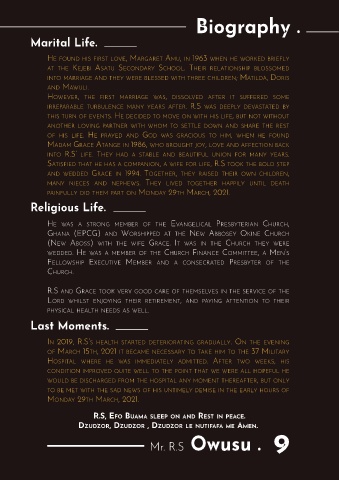 Biography .
Marital Life.
He found his first love, Margaret Amu, in 1963 when he worked briefly
at the Kejebi Asatu Secondary School. Their relationship blossomed
into marriage and they were blessed with three children; Matilda, Doris
and Mawuli.
However, the first marriage was, dissolved after it suffered some
irreparable turbulence many years after. R.S was deeply devastated by
this turn of events. He decided to move on with his life, but not without
another loving partner with whom to settle down and share the rest
of his life. He prayed and God was gracious to him, when he found
Madam Grace Atange in 1986, who brought joy, love and affection back
into R.S' life. They had a stable and beautiful union for many years.
Satisfied that he has a companion, a wife for life, R.S took the bold step
and wedded Grace in 1994. Together, they raised their own children,
many nieces and nephews. They lived together happily until death
painfully did them part on Monday 29th March, 2021.
Religious Life.
He was a strong member of the Evangelical Presbyterian Church,
Ghana (EPCG) and Worshipped at the New Abbosey Okine Church
(New Aboss) with the wife Grace. It was in the Church they were
wedded. He was a member of the Church Finance Committee, a Men's
Fellowship Executive Member and a consecrated Presbyter of the
Church.
R.S and Grace took very good care of themselves in the service of the
Lord whilst enjoying their retirement, and paying attention to their
physical health needs as well.
Last Moments.
In 2019, R.S's health started deteriorating gradually. On the evening
of March 15th, 2021 it became necessary to take him to the 37 Military
Hospital where he was immediately admitted. After two weeks, his
condition improved quite well to the point that we were all hopeful he
would be discharged from the hospital any moment thereafter, but only
to be met with the sad news of his untimely demise in the early hours of
Monday 29th March, 2021.
R.S, Efo Buama sleep on and Rest in peace.
Dzudzor, Dzudzor , Dzudzor le nutifafa me Amen.
Mr. R.S Owusu . 9